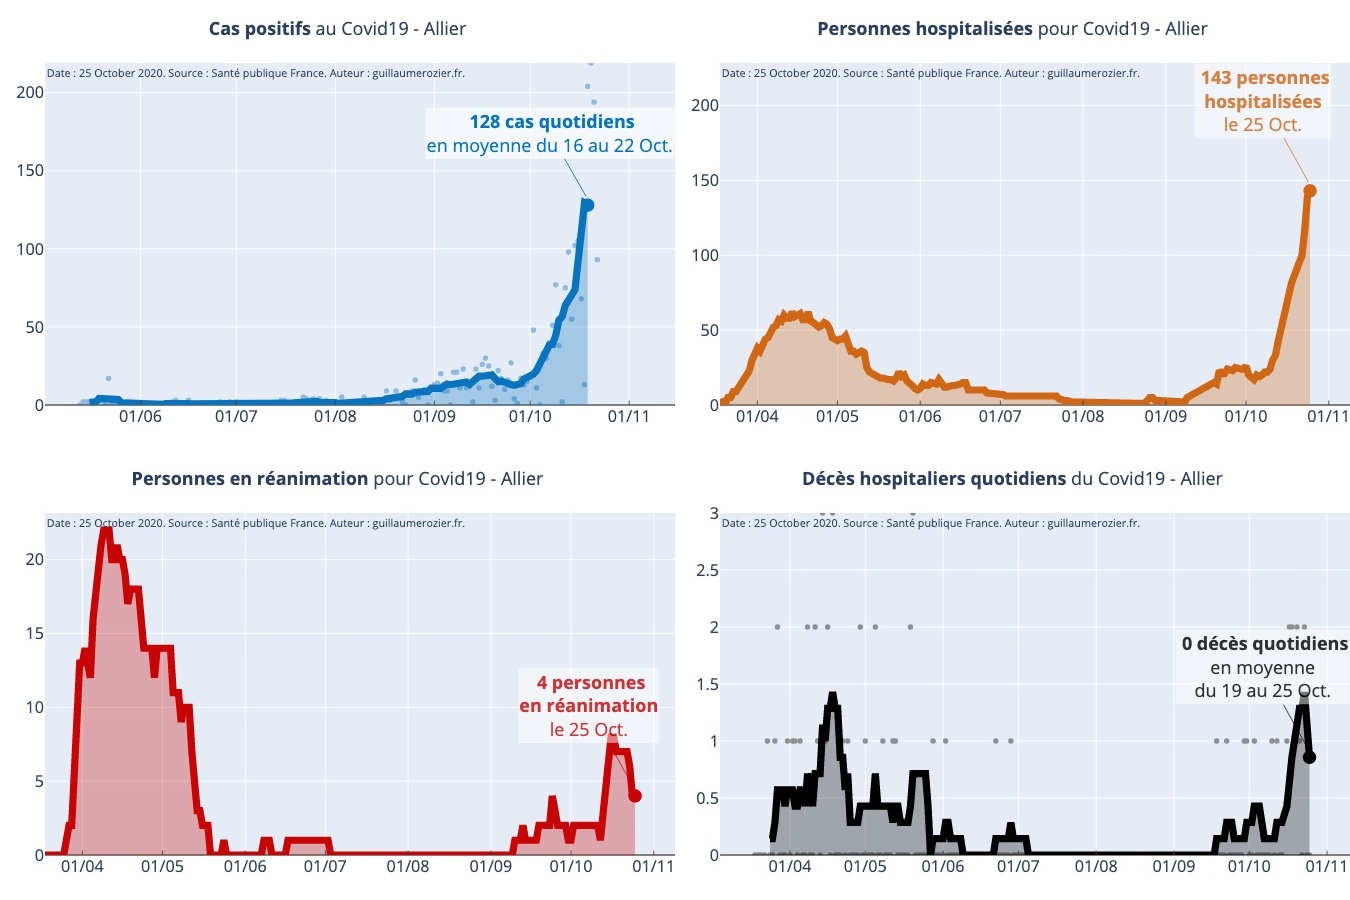 Cas positifs au Covid19 - Allier
Date : 25 October 2020. Source : Santé publique France. Auteur : guillaumerozier.fr.
128 cas quotidiens
en moyenne du 16 au 22 Oct.
200
150
100
50
0
01/06 01/07 01/08 01/09 01/10 01/11
Personnes hospitalisées pour Covid19 - Allier
Date : 25 October 2020. Source : Santé publique France. Auteur : guillaumerozier.fr.
143 personnes
hospitalisées
le 25 Oct.
200
150
100
50
0
01/04 01/05 01/06 01/07 01/08 01/09 01/10 01/11
Personnes en réanimation pour Covid19 - Allier
Date : 25 October 2020. Source : Santé publique France. Auteur : guillaumerozier.fr.
4 personnes
en réanimation
le 25 Oct.
20
15
10
5
0
01/04 01/05 01/06 01/07 01/08 01/09 01/10 01/11
Décès hospitaliers quotidiens du Covid19 - Allier
3
Date : 25 October 2020. Source : Santé publique France. Auteur : guillaumerozier.fr.
0 décès quotidiens
en moyenne
du 19 au 25 Oct.
2.5
2
1.5
1
0.5
0
01/04 01/05 01/06 01/07 01/08 01/09 01/10 01/11